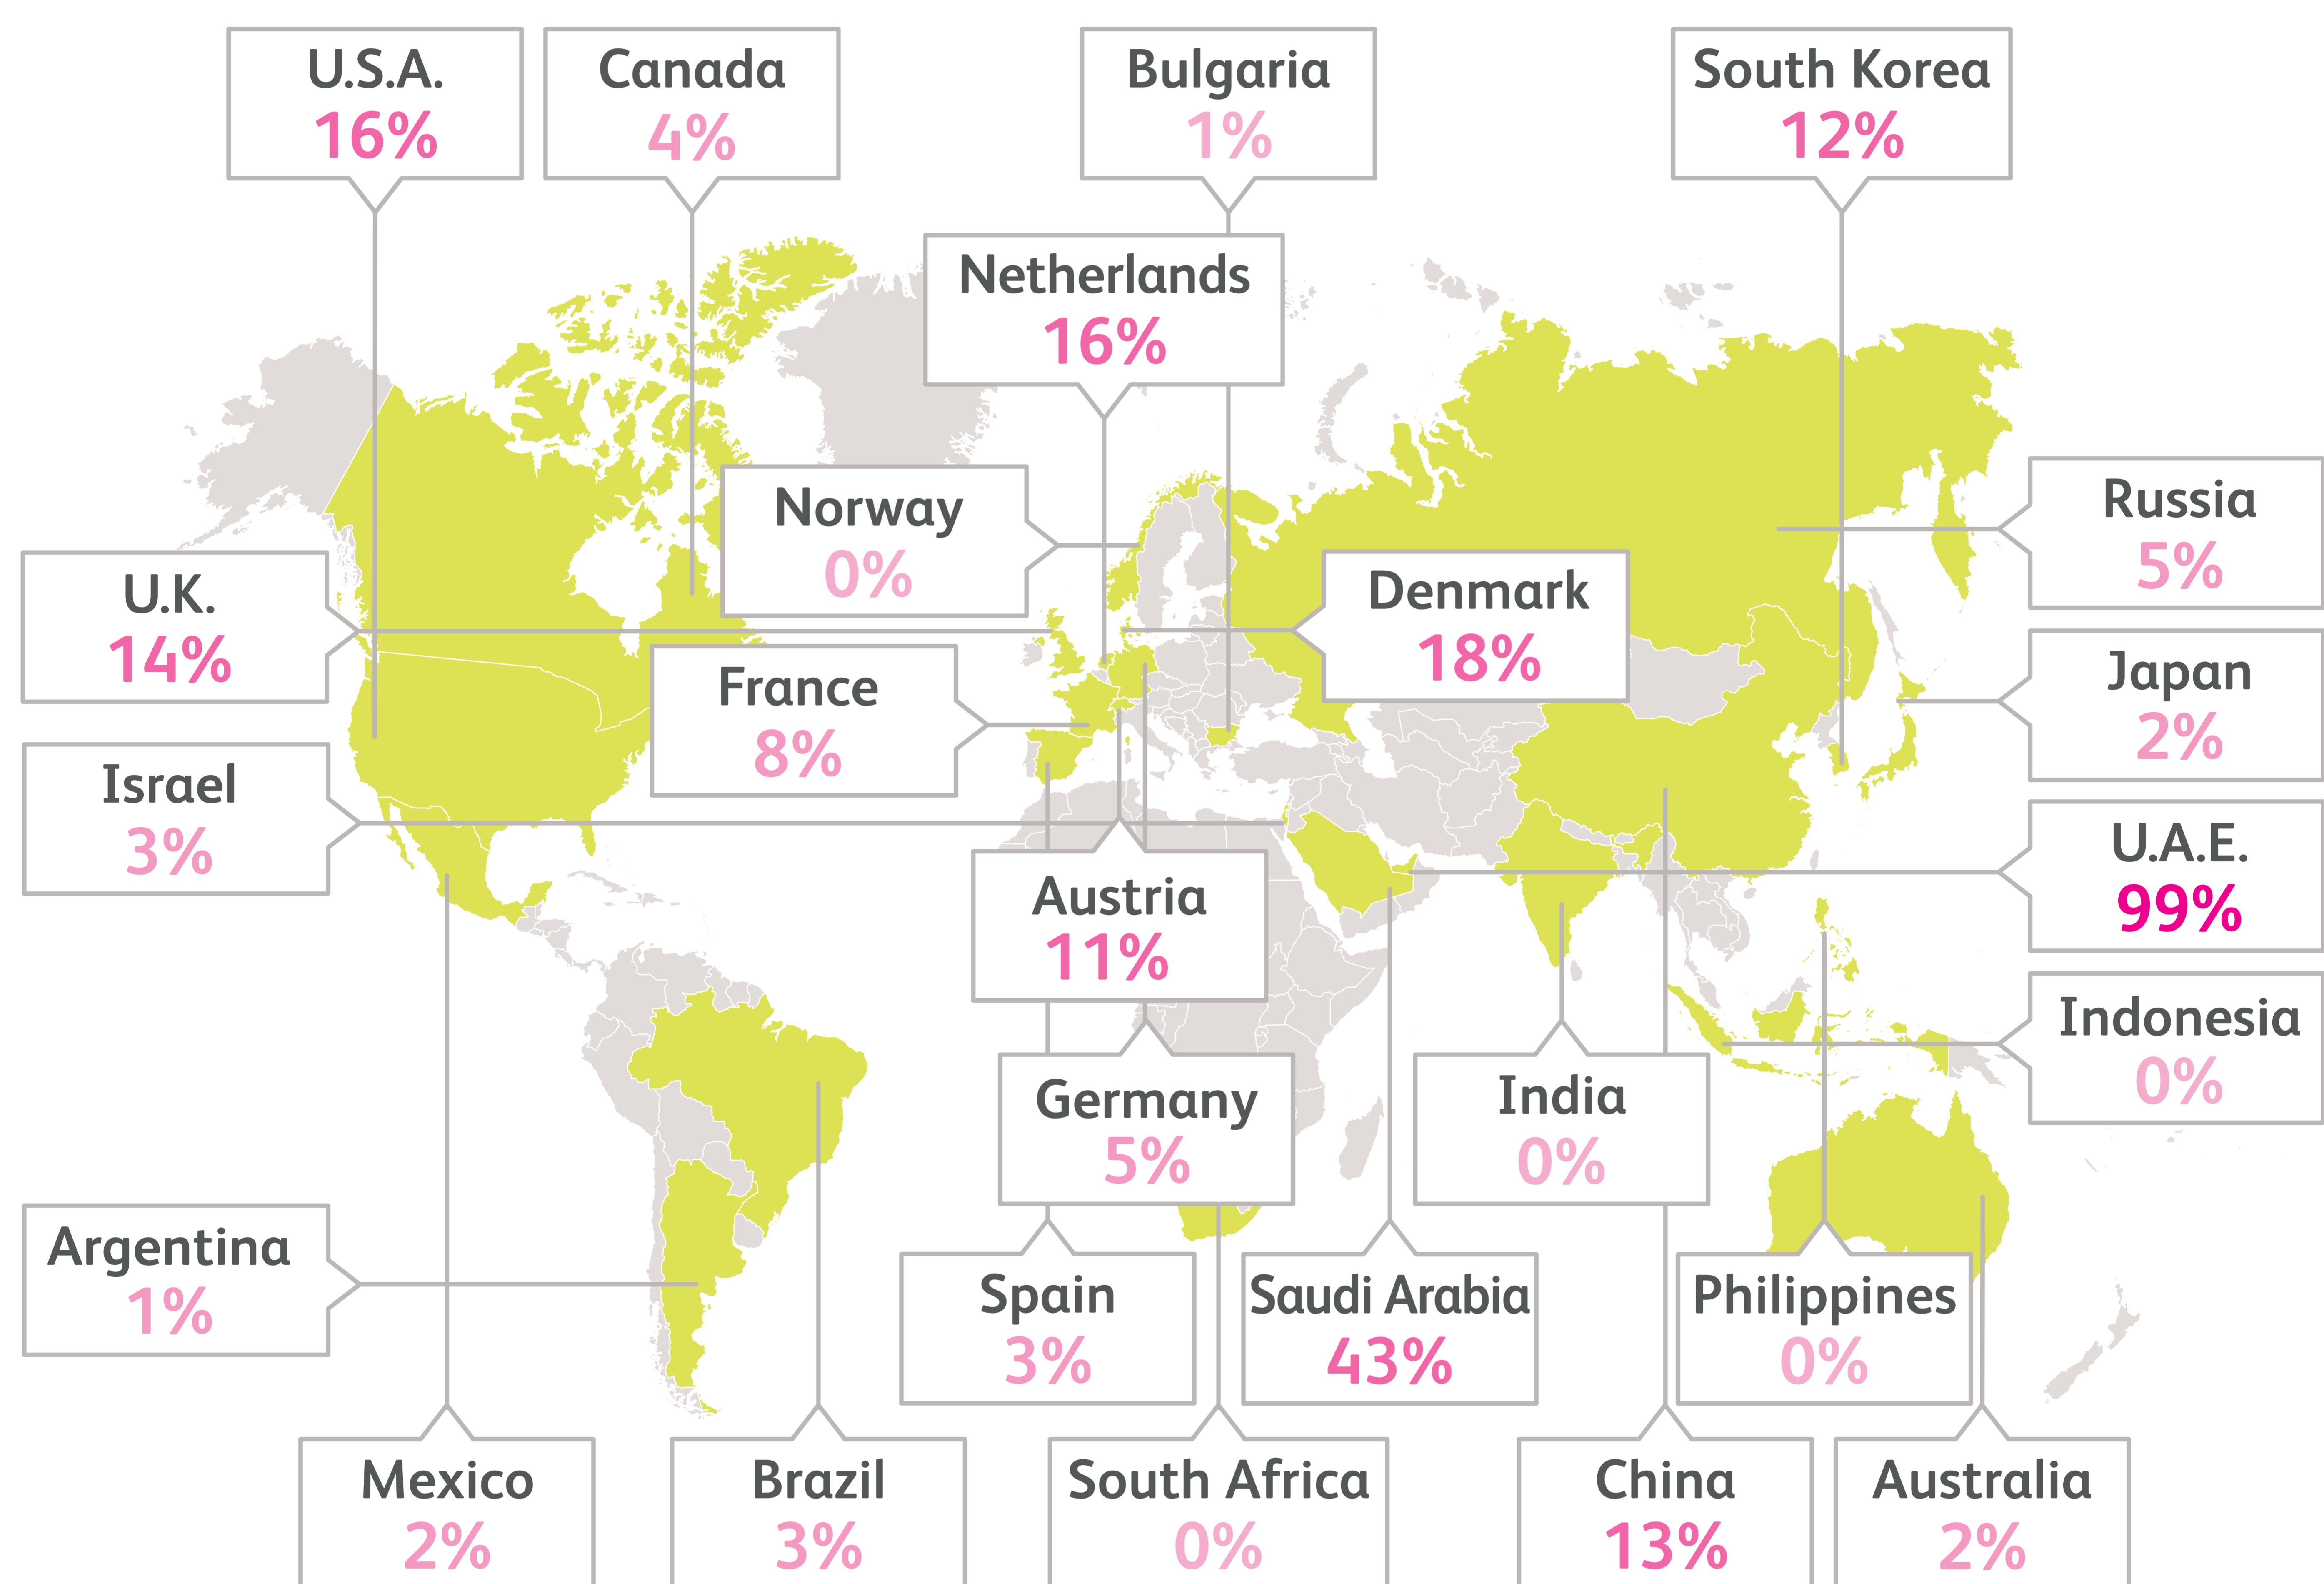 U.S.A.
16%
Canada
4%
Bulgaria
1%
South Korea
12%
Netherlands
16%
Norway
0%
Russia
5%
U.K.
14%
Denmark
18%
France
8%
Japan
2%
Israel
3%
U.A.E.
99%
Austria
11%
Indonesia
0%
Germany
5%
India
0%
Argentina
1%
Spain
3%
Saudi Arabia
43%
Philippines
0%
Mexico
2%
Brazil
3%
South Africa
0%
China
13%
Australia
2%